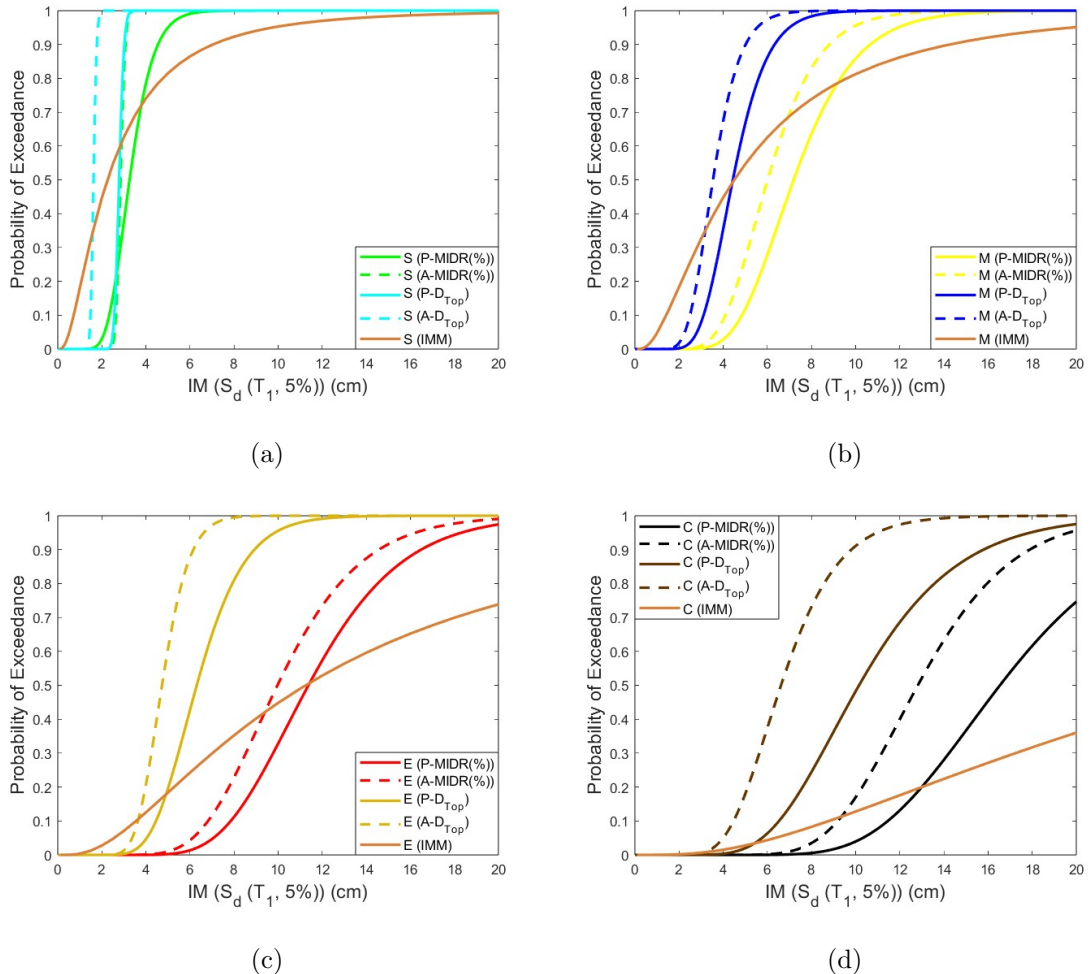 1
0.9
0.8
0.7
0.6
0.5
0.4
0.3
0.2
0.1
0
Probability of Exceedance
S (P-MIDR(%))
S (A-MIDR(%))
S (P-D_Top)
S (A-D_Top)
S (IMM)
0 2 4 6 8 10 12 14 16 18 20
IM (S_d (T_1, 5%)) (cm)
(a)
1
0.9
0.8
0.7
0.6
0.5
0.4
0.3
0.2
0.1
0
Probability of Exceedance
M (P-MIDR(%))
M (A-MIDR(%))
M (P-D_Top)
M (A-D_Top)
M (IMM)
0 2 4 6 8 10 12 14 16 18 20
IM (S_d (T_1, 5%)) (cm)
(b)
1
0.9
0.8
0.7
0.6
0.5
0.4
0.3
0.2
0.1
0
Probability of Exceedance
E (P-MIDR(%))
E (A-MIDR(%))
E (P-D_Top)
E (A-D_Top)
E (IMM)
0 2 4 6 8 10 12 14 16 18 20
IM (S_d (T_1, 5%)) (cm)
(c)
1
0.9
0.8
0.7
0.6
0.5
0.4
0.3
0.2
0.1
0
Probability of Exceedance
C (P-MIDR(%))
C (A-MIDR(%))
C (P-D_Top)
C (A-D_Top)
C (IMM)
0 2 4 6 8 10 12 14 16 18 20
IM (S_d (T_1, 5%)) (cm)
(d)